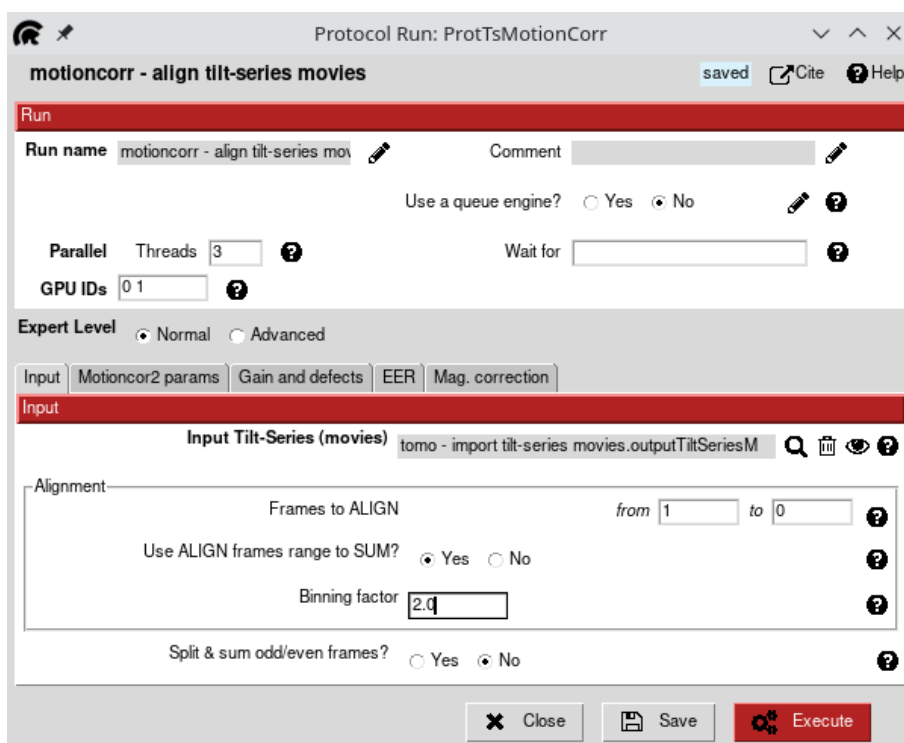 Protocol Run: ProtTsMotionCorr
motioncorr - align tilt-series movies saved Cite Help
Run
Run name motioncorr - align tilt-series mov Comment
Use a queue engine? Yes No
Parallel Threads 3 Wait for
GPU IDs 0 1
Expert Level Normal Advanced
Input Motioncor2 params Gain and defects EER Mag. correction
Input
Input Tilt-Series (movies) tomo - import tilt-series movies.outputTiltSeriesM
Alignment
Frames to ALIGN from 1 to 0
Use ALIGN frames range to SUM? Yes No
Binning factor 2.0
Split & sum odd/even frames? Yes No
Close Save Execute